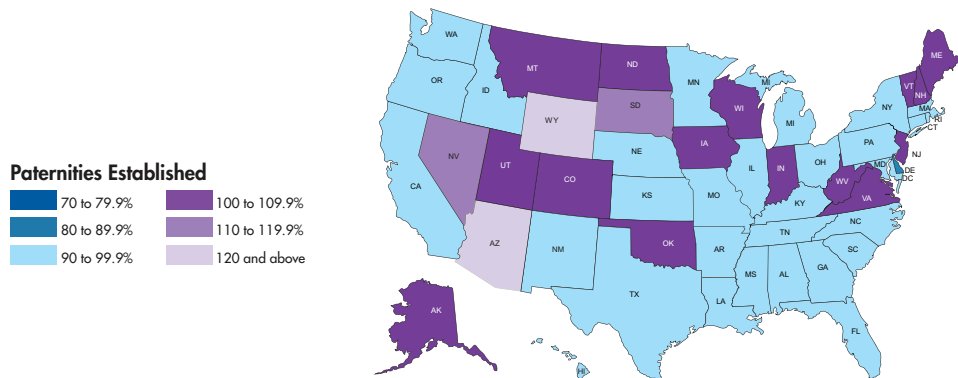 Paternities Established
70 to 79.9%
100 to 109.9%
80 to 89.9%
110 to 119.9%
90 to 99.9%
120 and above
WA
OR
ID
MT
ND
MN
WI
MI
MI
ME
VT
NH
NY
MA
RI
CT
SD
WY
NE
IA
IL
IN
OH
PA
NJ
MD
DE
DC
NV
UT
CO
KS
MO
KY
WV
VA
CA
AZ
NM
OK
AR
TN
NC
SC
MS
AL
GA
TX
LA
FL
AK
HI